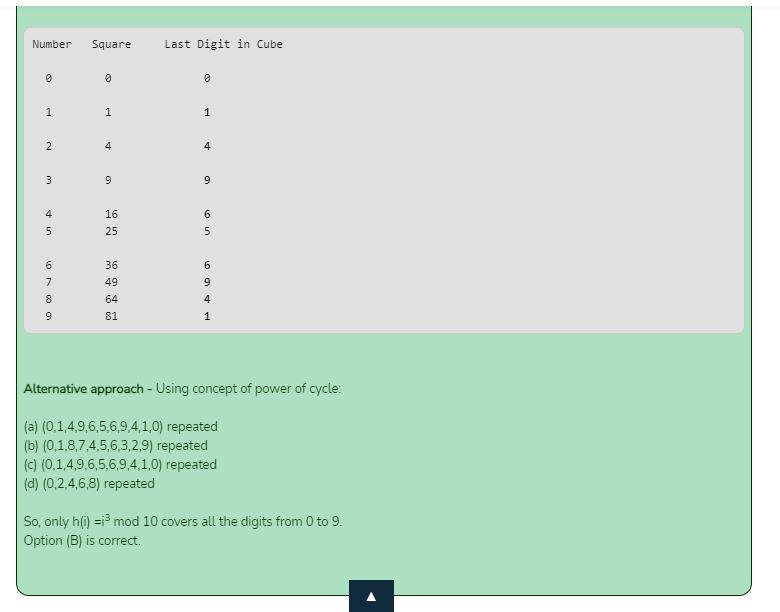 Number Square Last Digit in Cube
0 0 0
1 1 1
2 4 4
3 9 9
4 16 6
5 25 5
6 36 6
7 49 9
8 64 4
9 81 1
Alternative approach - Using concept of power of cycle:
(a) (0,1,4,9,6,5,6,9,4,1,0) repeated
(b) (0,1,8,7,4,5,6,3,2,9) repeated
(c) (0,1,4,9,6,5,6,9,4,1,0) repeated
(d) (0,2,4,6,8) repeated
So, only h(i) =i³ mod 10 covers all the digits from 0 to 9.
Option (B) is correct.